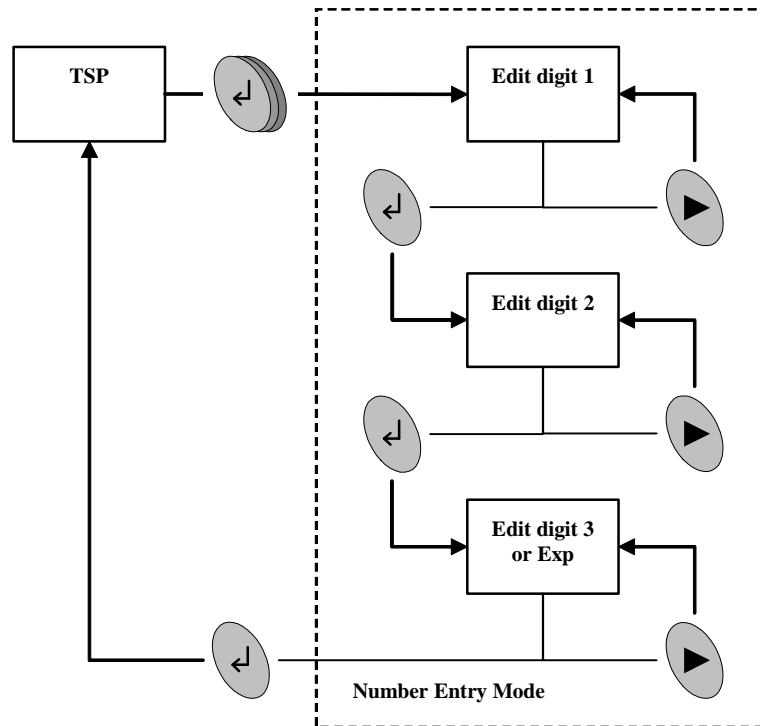 TSP
Edit digit 1
Edit digit 2
Edit digit 3
or Exp
Number Entry Mode